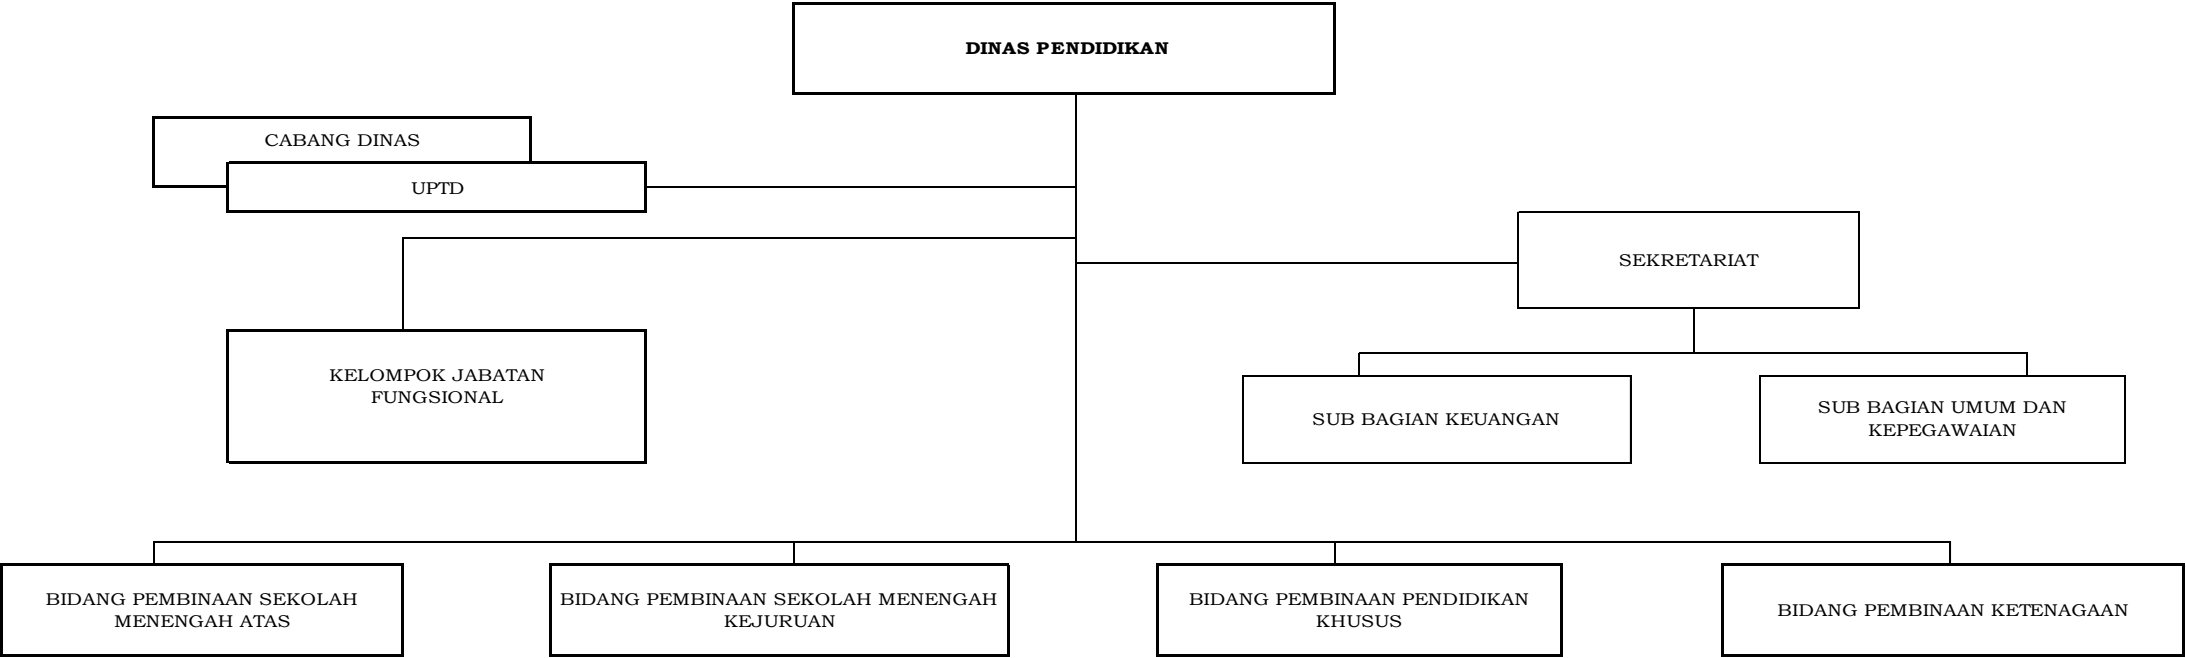 DINAS PENDIDIKAN
CABANG DINAS
UPTD
SEKRETARIAT
KELOMPOK JABATAN
FUNGSIONAL
SUB BAGIAN KEUANGAN
SUB BAGIAN UMUM DAN
KEPEGAWAIAN
BIDANG PEMBINAAN SEKOLAH
MENENGAH ATAS
BIDANG PEMBINAAN SEKOLAH MENENGAH
KEJURUAN
BIDANG PEMBINAAN PENDIDIKAN
KHUSUS
BIDANG PEMBINAAN KETENAGAAN